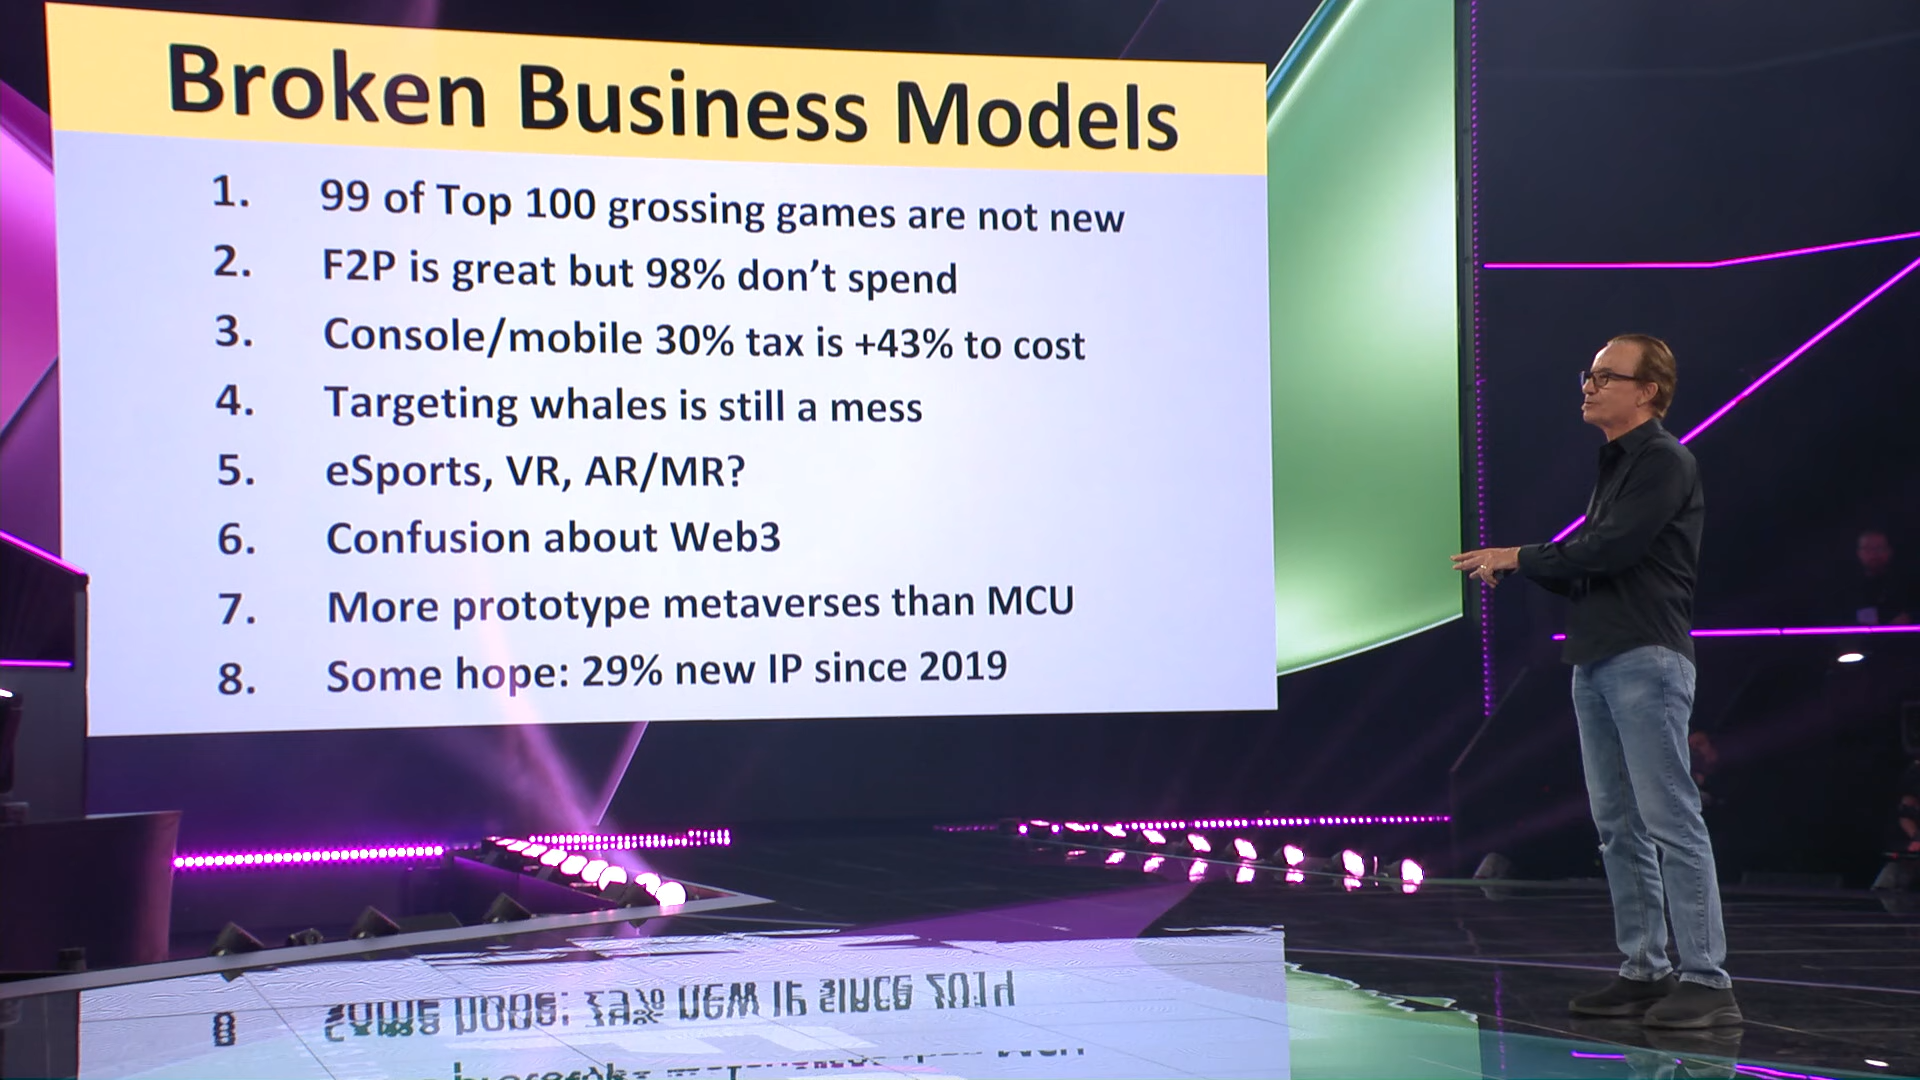 Broken Business Models
1. 99 of Top 100 grossing games are not new
2. F2P is great but 98% don’t spend
3. Console/mobile 30% tax is +43% to cost
4. Targeting whales is still a mess
5. eSports, VR, AR/MR?
6. Confusion about Web3
7. More prototype metaverses than MCU
8. Some hope: 29% new IP since 2019